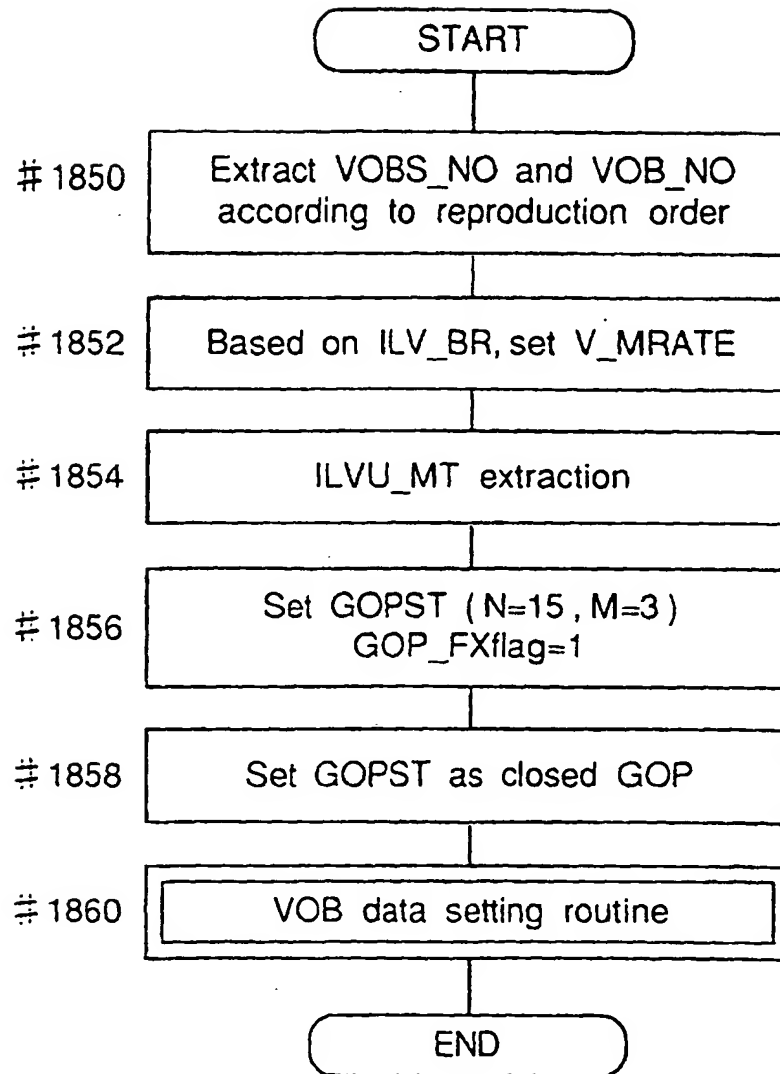 START
#1850
Extract VOBS_NO and VOB_NO
according to reproduction order
#1852
Based on ILV_BR, set V_MRATE
#1854
ILVU_MT extraction
#1856
Set GOPST (N=15, M=3)
GOP_FXflag=1
#1858
Set GOPST as closed GOP
#1860
VOB data setting routine
END